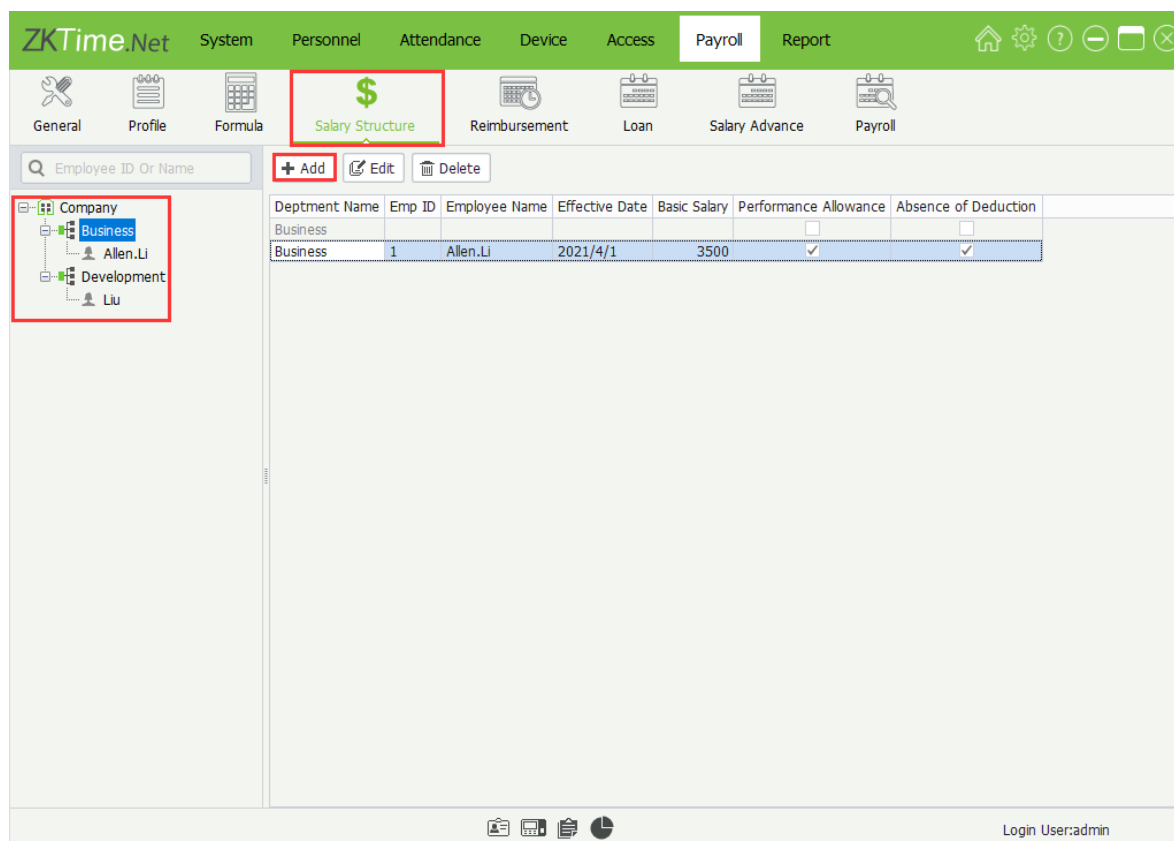 ZKTime.Net System Personnel Attendance Device Access Payroll Report
General Profile Formula Salary Structure Reimbursement Loan Salary Advance Payroll
Employee ID Or Name
Add Edit Delete
Company
Business
Allen.Li
Development
Liu
Deptment Name Emp ID Employee Name Effective Date Basic Salary Performance Allowance Absence of Deduction
Business
Business 1 Allen.Li 2021/4/1 3500
Login User:admin